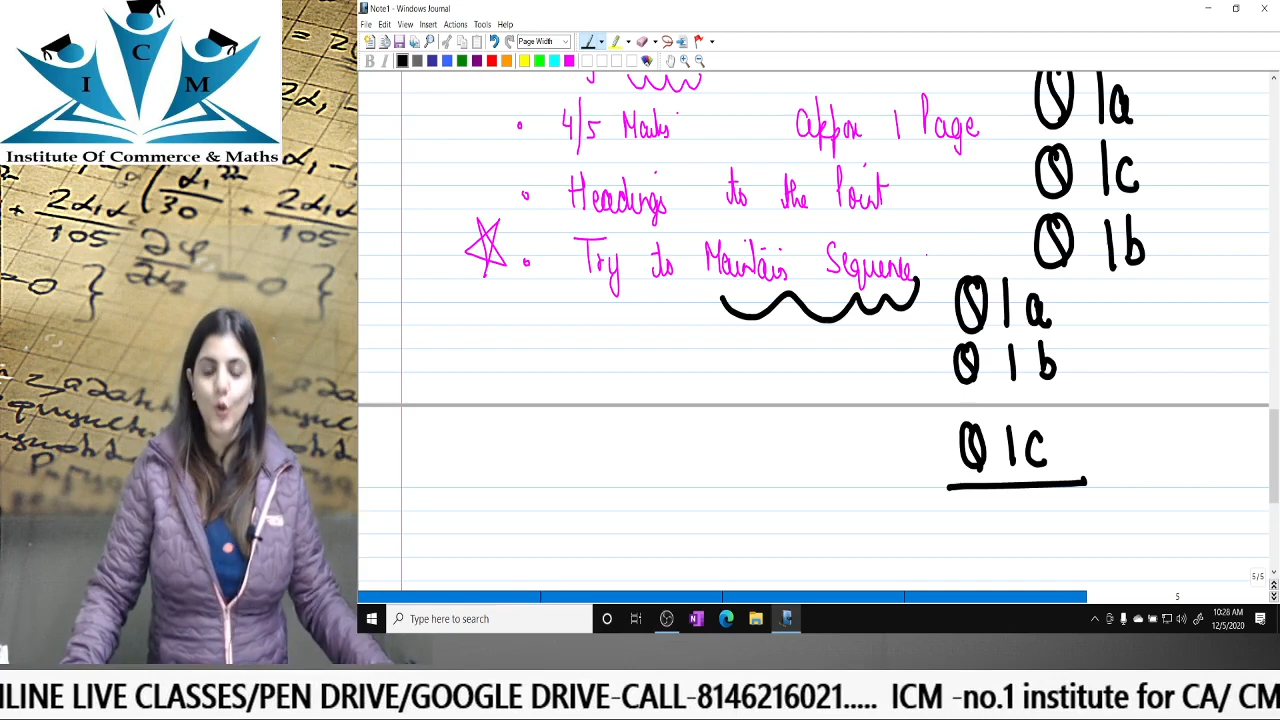 I C M
Institute Of Commerce & Maths
Note1 - Windows Journal
File Edit View Insert Actions Tools Help
Page Width
B I
• 4/5 Marks Appox 1 Page
• Headings to the Point
• Try to Maintain Sequence
Q 1a
Q 1c
Q 1b
Q 1a
Q 1b
Q 1c
5/5
5
Type here to search
10:28 AM
12/5/2020
NLINE LIVE CLASSES/PEN DRIVE/GOOGLE DRIVE-CALL-8146216021..... ICM -no.1 institute for CA/ CM